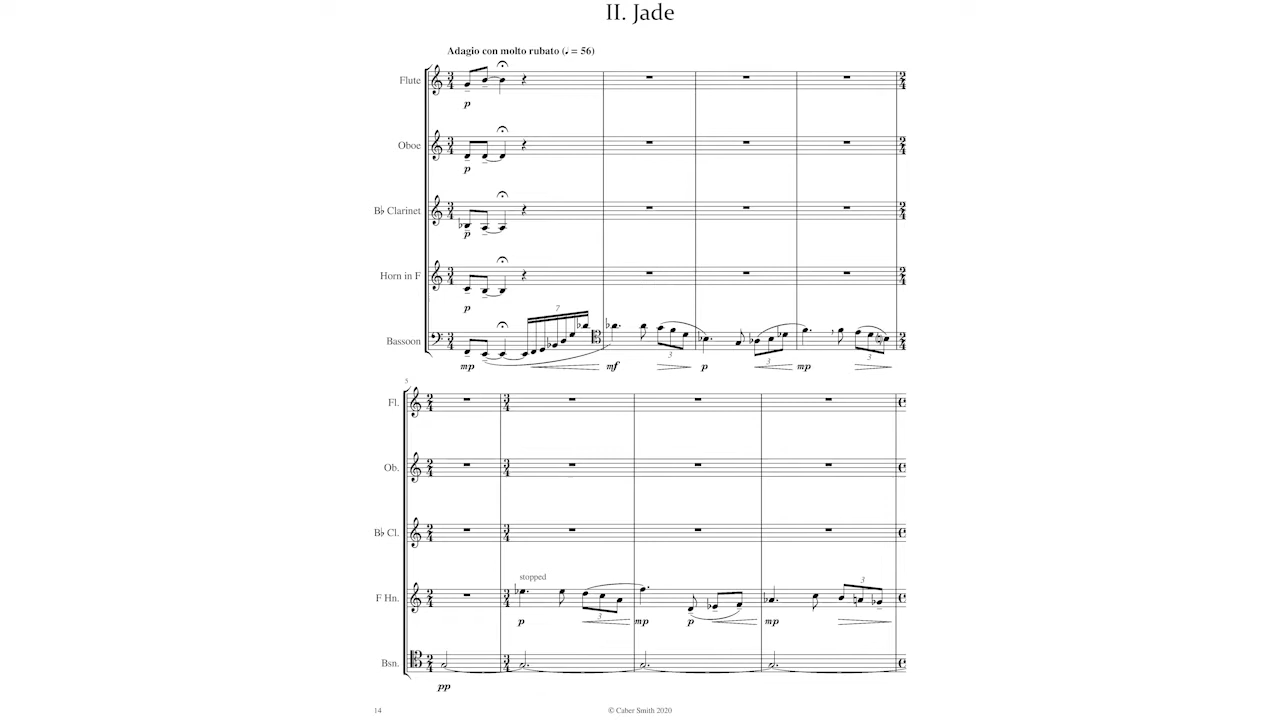 II. Jade
Adagio con molto rubato (♩ = 56)
Flute
p
Oboe
p
B♭ Clarinet
p
Horn in F
p
7
Bassoon
mp mf 3 p 3 mp 3
5
Fl.
Ob.
B♭ Cl.
stopped
3
F Hn.
p 3 mp p mp
Bsn.
pp
14
© Caber Smith 2020